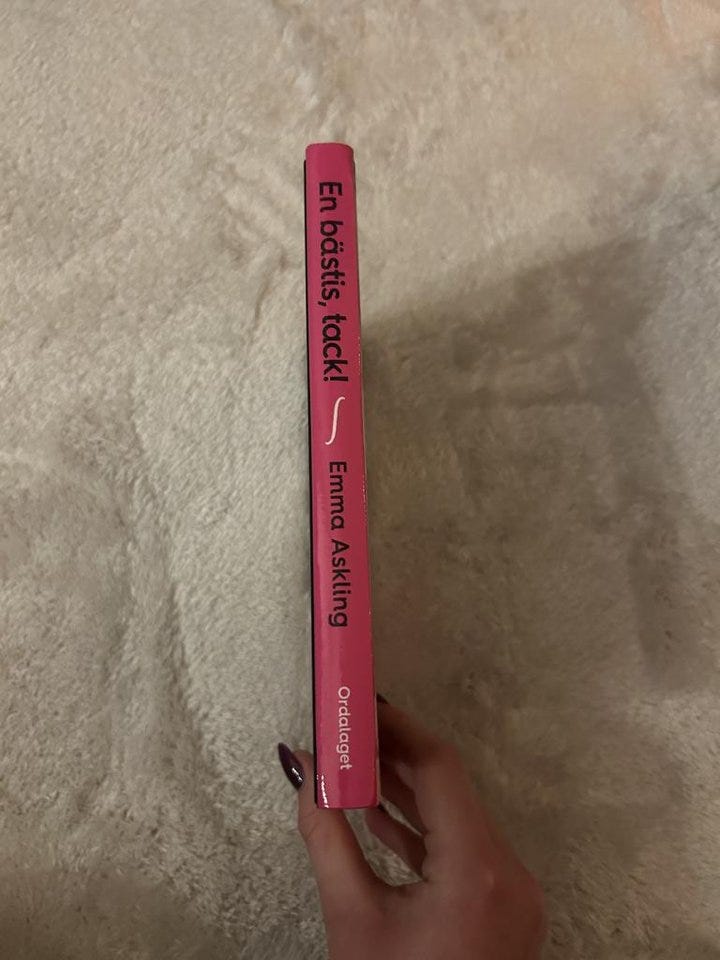 En bästis, tack!
Emma Askling
Ordalaget